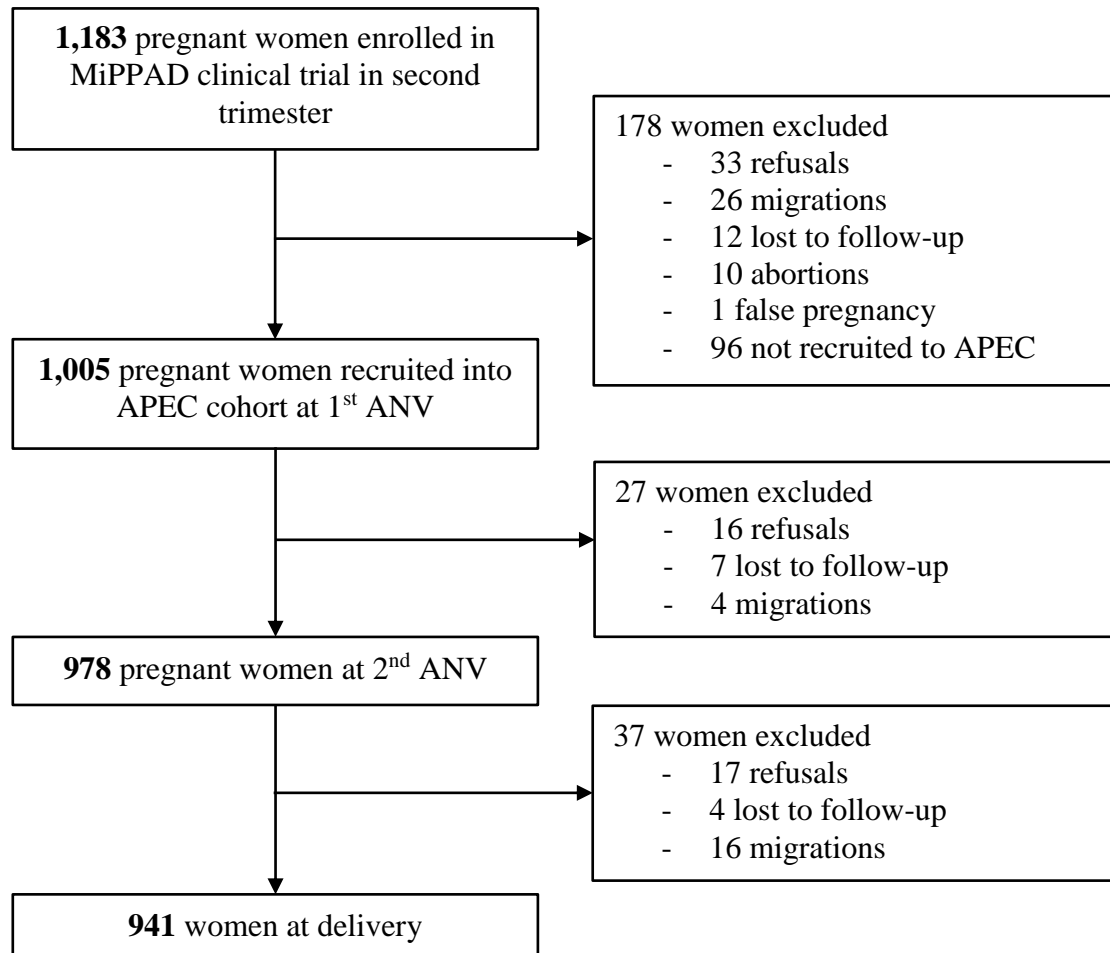 1,183 pregnant women enrolled in
MiPPAD clinical trial in second
trimester
178 women excluded
- 33 refusals
- 26 migrations
- 12 lost to follow-up
- 10 abortions
- 1 false pregnancy
- 96 not recruited to APEC
1,005 pregnant women recruited into
APEC cohort at 1st ANV
27 women excluded
- 16 refusals
- 7 lost to follow-up
- 4 migrations
978 pregnant women at 2nd ANV
37 women excluded
- 17 refusals
- 4 lost to follow-up
- 16 migrations
941 women at delivery